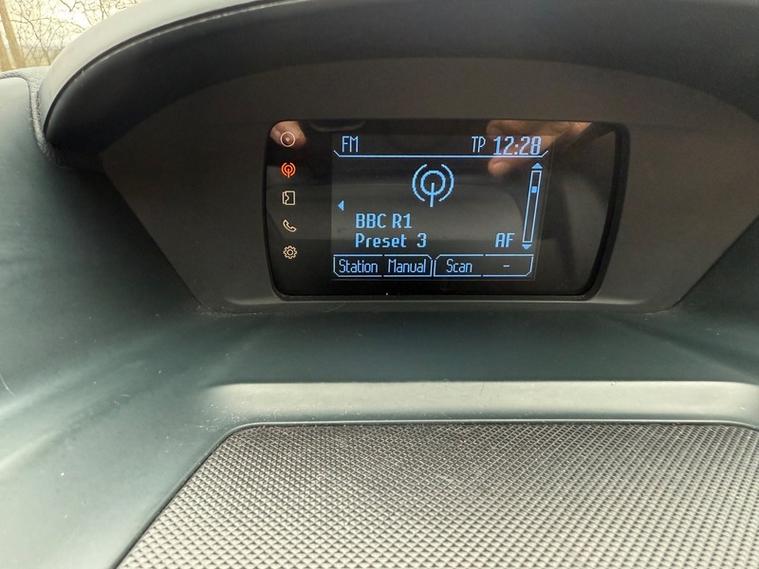 FM TP 12:28
BBC R1
Preset 3 AF
Station Manual Scan -